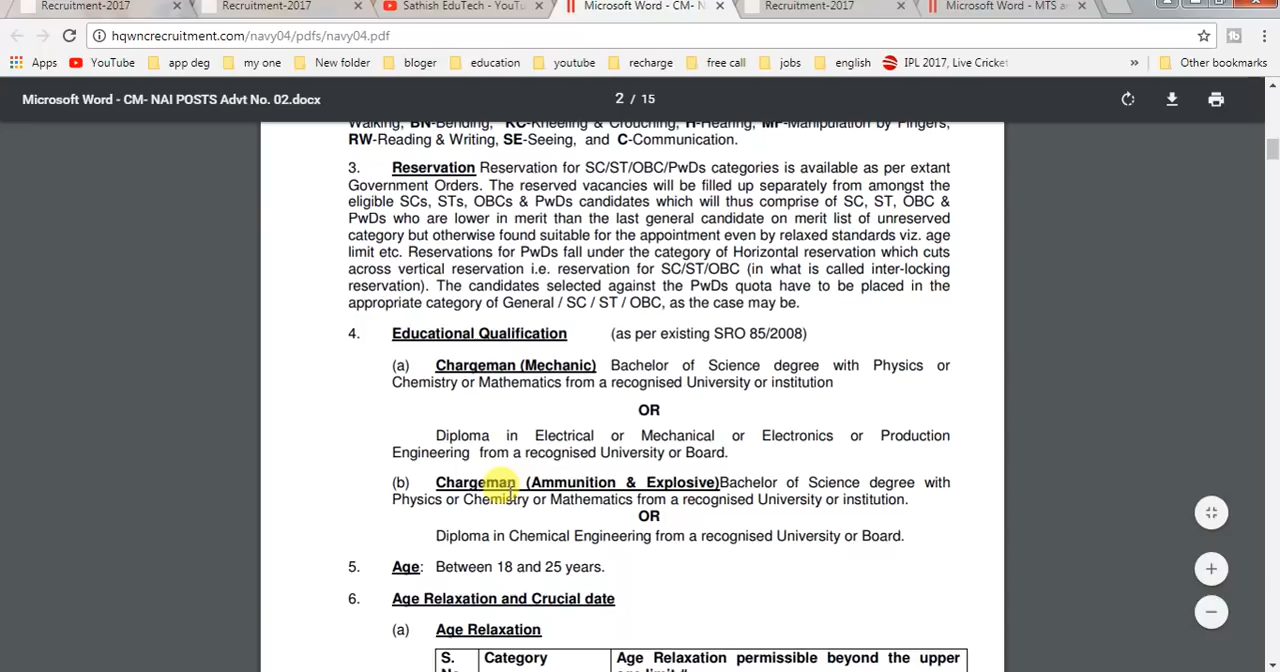 Recruitment-2017
Recruitment-2017
Sathish EduTech - YouTu
Microsoft Word - CM- N
Recruitment-2017
Microsoft Word - MTS a
hqwncrecruitment.com/navy04/pdfs/navy04.pdf
Apps YouTube app deg my one New folder bloger education youtube recharge free call jobs english IPL 2017, Live Cricket » Other bookmarks
Microsoft Word - CM- NAI POSTS Advt No. 02.docx
2 / 15
Walking, BN-Bending, KC-Kneeling & Crouching, H-Hearing, MF-Manipulation by Fingers,
RW-Reading & Writing, SE-Seeing, and C-Communication.
3. Reservation Reservation for SC/ST/OBC/PwDs categories is available as per extant
Government Orders. The reserved vacancies will be filled up separately from amongst the
eligible SCs, STs, OBCs & PwDs candidates which will thus comprise of SC, ST, OBC &
PwDs who are lower in merit than the last general candidate on merit list of unreserved
category but otherwise found suitable for the appointment even by relaxed standards viz. age
limit etc. Reservations for PwDs fall under the category of Horizontal reservation which cuts
across vertical reservation i.e. reservation for SC/ST/OBC (in what is called inter-locking
reservation). The candidates selected against the PwDs quota have to be placed in the
appropriate category of General / SC / ST / OBC, as the case may be.
4. Educational Qualification (as per existing SRO 85/2008)
(a) Chargeman (Mechanic) Bachelor of Science degree with Physics or
Chemistry or Mathematics from a recognised University or institution
OR
Diploma in Electrical or Mechanical or Electronics or Production
Engineering from a recognised University or Board.
(b) Chargeman (Ammunition & Explosive)Bachelor of Science degree with
Physics or Chemistry or Mathematics from a recognised University or institution.
OR
Diploma in Chemical Engineering from a recognised University or Board.
5. Age: Between 18 and 25 years.
6. Age Relaxation and Crucial date
(a) Age Relaxation
S. Category Age Relaxation permissible beyond the upper